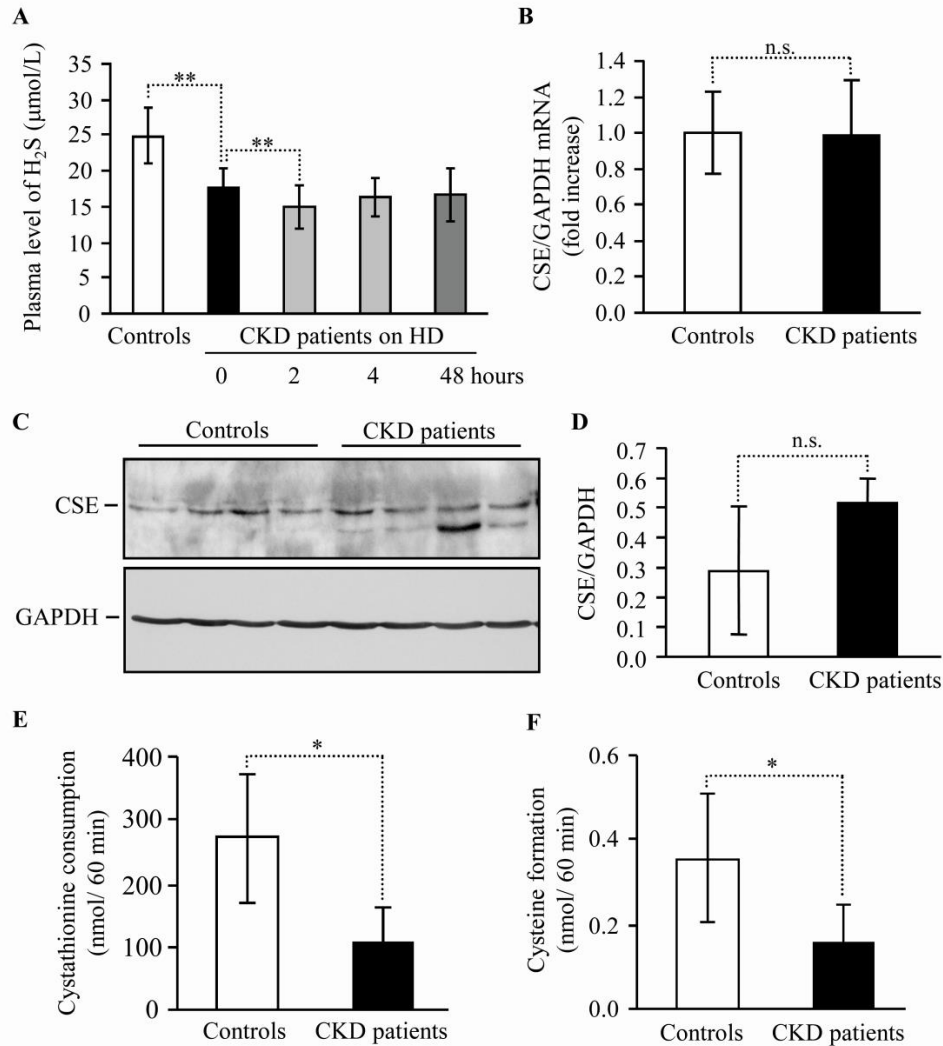 A
Plasma level of H₂S (μmol/L)
35
30
25
20
15
10
5
0
**
**
Controls
CKD patients on HD
0 2 4 48 hours
B
CSE/GAPDH mRNA
(fold increase)
1.4
1.2
1.0
0.8
0.6
0.4
0.2
0
n.s.
Controls CKD patients
C
Controls CKD patients
CSE
GAPDH
D
CSE/GAPDH
0.7
0.6
0.5
0.4
0.3
0.2
0.1
0.0
n.s.
Controls CKD patients
E
Cystathionine consumption
(nmol/ 60 min)
400
300
200
100
0
*
Controls CKD patients
F
Cysteine formation
(nmol/ 60 min)
0.6
0.4
0.2
0.0
*
Controls CKD patients